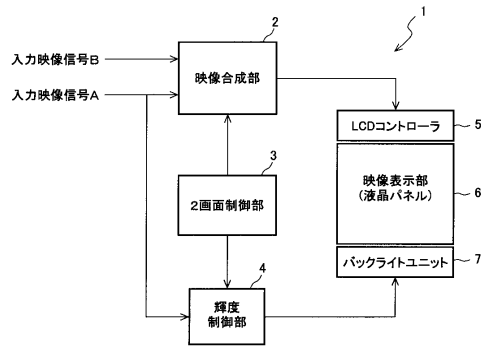 1
2
入力映像信号B
映像合成部
入力映像信号A
LCDコントローラ
5
3
映像表示部
(液晶パネル)
6
2画面制御部
バックライトユニット
7
4
輝度
制御部